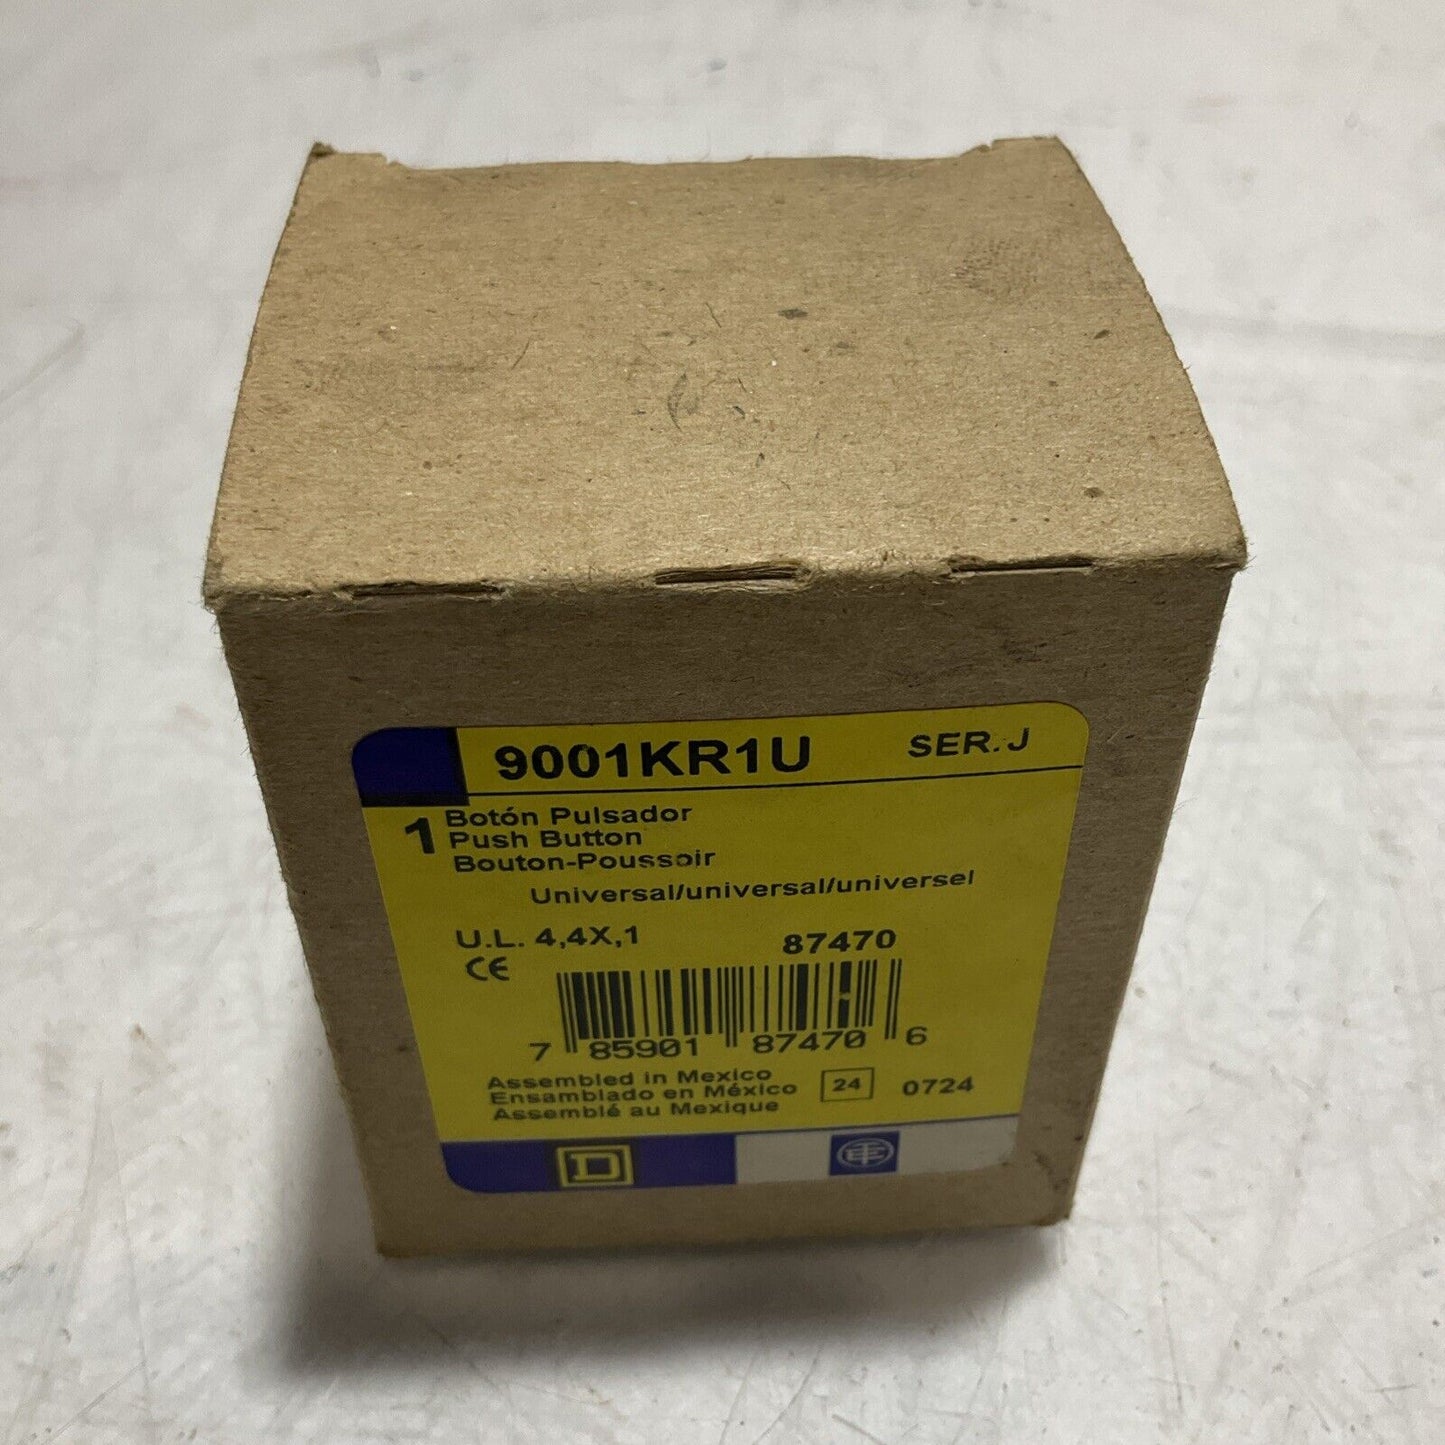 9001KR1U SER. J
1
Botón Pulsador
Push Button
Bouton-Poussoir
Universal/universal/universel
U.L. 4,4X,1 87470
CE
7 85901 87470 6
Assembled in Mexico
Ensamblado en México
Assemblé au Mexique
24 0724
D
TE